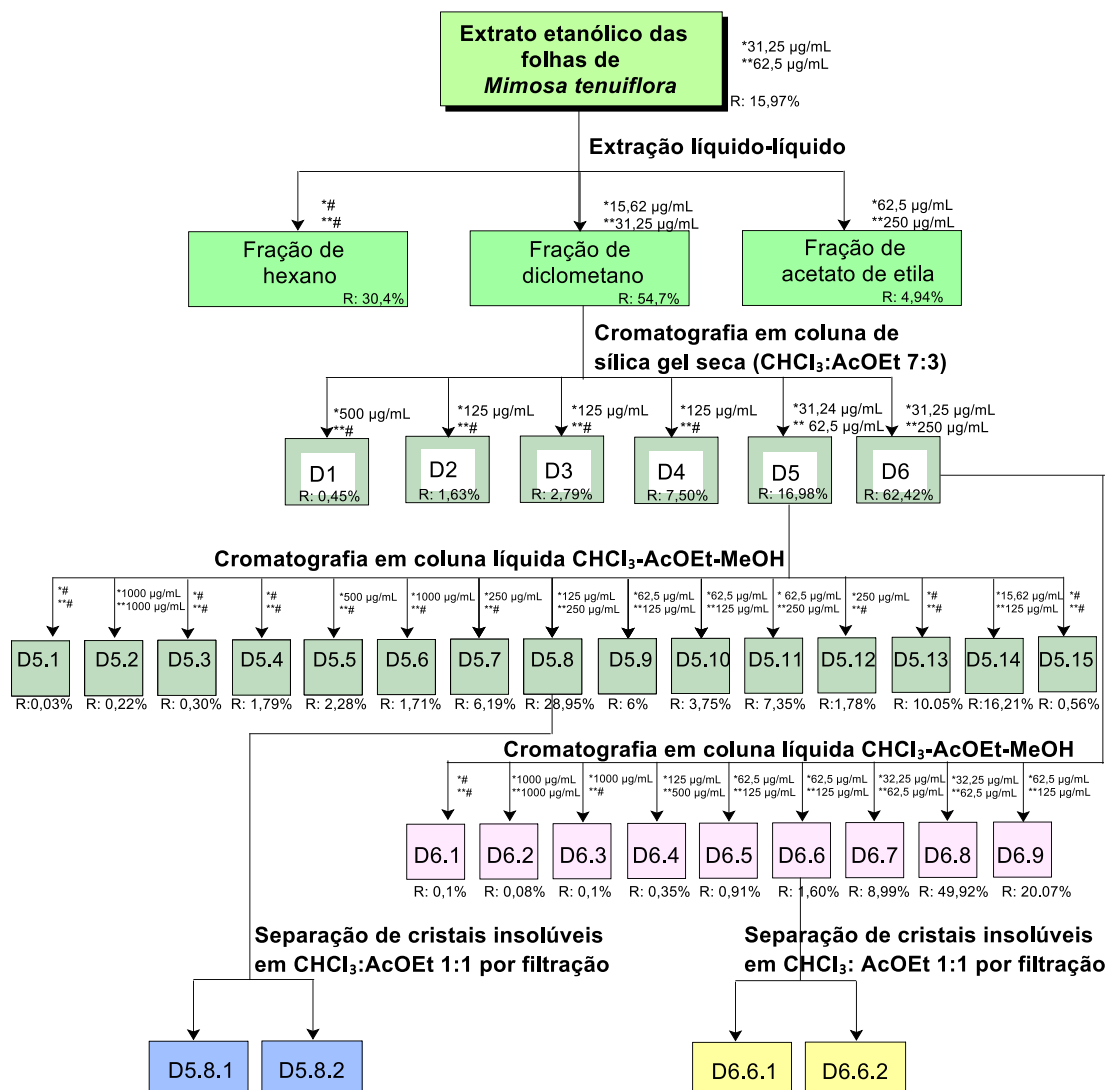 Extrato etanólico das
folhas de
Mimosa tenuiflora
*31,25 µg/mL
**62,5 µg/mL
R: 15,97%
Extração líquido-líquido
*#
**#
*15,62 µg/mL
**31,25 µg/mL
*62,5 µg/mL
**250 µg/mL
Fração de
hexano
R: 30,4%
Fração de
diclometano
R: 54,7%
Fração de
acetato de etila
R: 4,94%
Cromatografia em coluna de
sílica gel seca (CHCl₃:AcOEt 7:3)
*500 µg/mL
**#
*125 µg/mL
**#
*125 µg/mL
**#
*125 µg/mL
**#
*31,24 µg/mL
** 62,5 µg/mL
*31,25 µg/mL
**250 µg/mL
D1
R: 0,45%
D2
R: 1,63%
D3
R: 2,79%
D4
R: 7,50%
D5
R: 16,98%
D6
R: 62,42%
Cromatografia em coluna líquida CHCl₃-AcOEt-MeOH
*#
**#
*1000 µg/mL
**1000 µg/mL
*#
**#
*#
**#
*500 µg/mL
**#
*1000 µg/mL
**#
*250 µg/mL
**#
*125 µg/mL
**250 µg/mL
*62,5 µg/mL
**125 µg/mL
*62,5 µg/mL
**125 µg/mL
* 62,5 µg/mL
**250 µg/mL
*250 µg/mL
**#
*#
**#
*15,62 µg/mL
**125 µg/mL
*#
**#
D5.1
D5.2
D5.3
D5.4
D5.5
D5.6
D5.7
D5.8
D5.9
D5.10
D5.11
D5.12
D5.13
D5.14
D5.15
R:0,03%
R: 0,22%
R: 0,30%
R: 1,79%
R: 2,28%
R: 1,71%
R: 6,19%
R: 28,95%
R: 6%
R: 3,75%
R: 7,35%
R: 1,78%
R: 10.05%
R:16,21%
R: 0,56%
Cromatografia em coluna líquida CHCl₃-AcOEt-MeOH
*#
**#
*1000 µg/mL
**1000 µg/mL
*1000 µg/mL
**#
*125 µg/mL
**500 µg/mL
*62,5 µg/mL
**125 µg/mL
*62,5 µg/mL
**125 µg/mL
*32,25 µg/mL
**62,5 µg/mL
*32,25 µg/mL
**62,5 µg/mL
*62,5 µg/mL
**125 µg/mL
D6.1
D6.2
D6.3
D6.4
D6.5
D6.6
D6.7
D6.8
D6.9
R: 0,1%
R: 0,08%
R: 0,1%
R: 0,35%
R: 0,91%
R: 1,60%
R: 8,99%
R: 49,92%
R: 20.07%
Separação de cristais insolúveis
em CHCl₃:AcOEt 1:1 por filtração
Separação de cristais insolúveis
em CHCl₃: AcOEt 1:1 por filtração
D5.8.1
D5.8.2
D6.6.1
D6.6.2